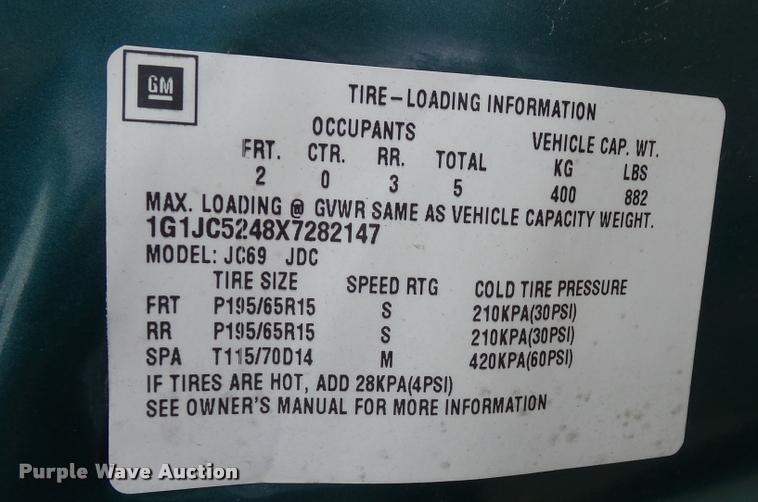 GM
TIRE-LOADING INFORMATION
OCCUPANTS VEHICLE CAP. WT.
FRT. CTR. RR. TOTAL KG LBS
2 0 3 5 400 882
MAX. LOADING @ GVWR SAME AS VEHICLE CAPACITY WEIGHT.
1G1JC5248X7282147
MODEL: JC69 JDC
TIRE SIZE SPEED RTG COLD TIRE PRESSURE
FRT P195/65R15 S 210KPA(30PSI)
RR P195/65R15 S 210KPA(30PSI)
SPA T115/70D14 M 420KPA(60PSI)
IF TIRES ARE HOT, ADD 28KPA(4PSI)
SEE OWNER'S MANUAL FOR MORE INFORMATION
Purple Wave Auction